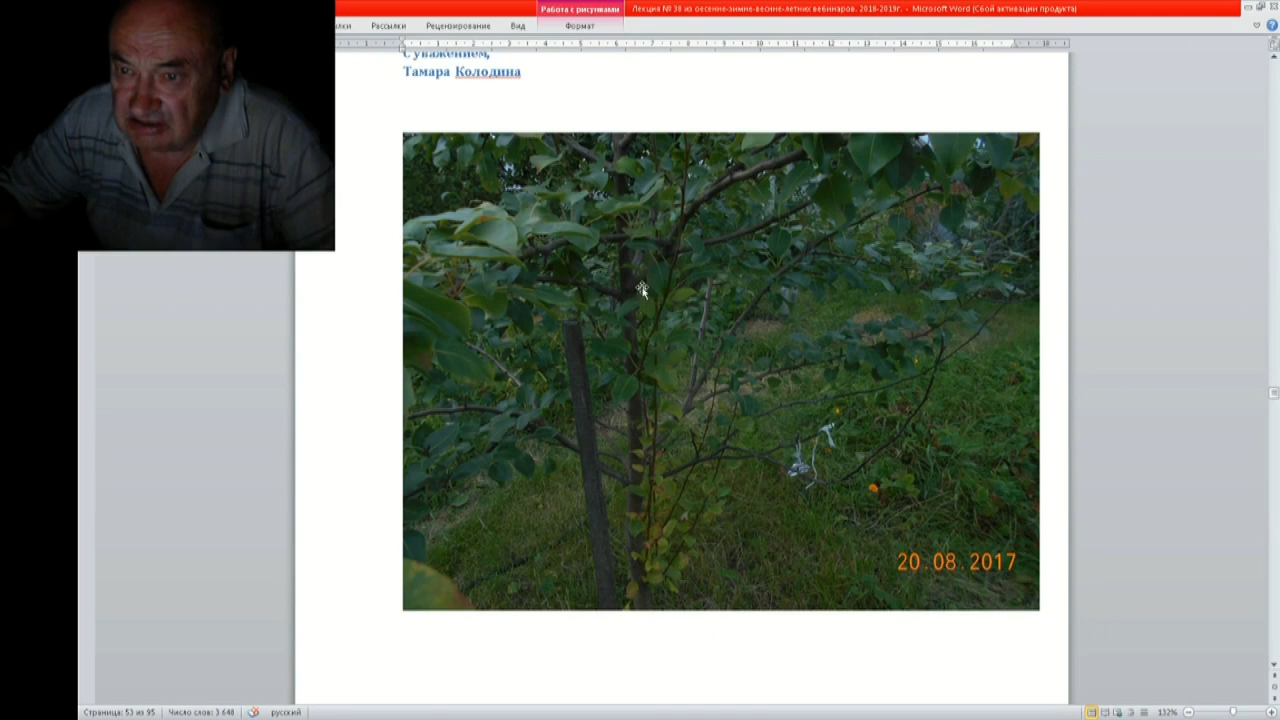 Работа с рисунками
Лекция № 38 из осенне-зимне-весне-летних вебинаров. 2018-2019г. - Microsoft Word (Сбой активации продукта)
Рассылки Рецензирование Вид Формат
С уважением,
Тамара Колодина
20.08.2017
Страница: 53 из 95 Число слов: 3 648 русский 132%